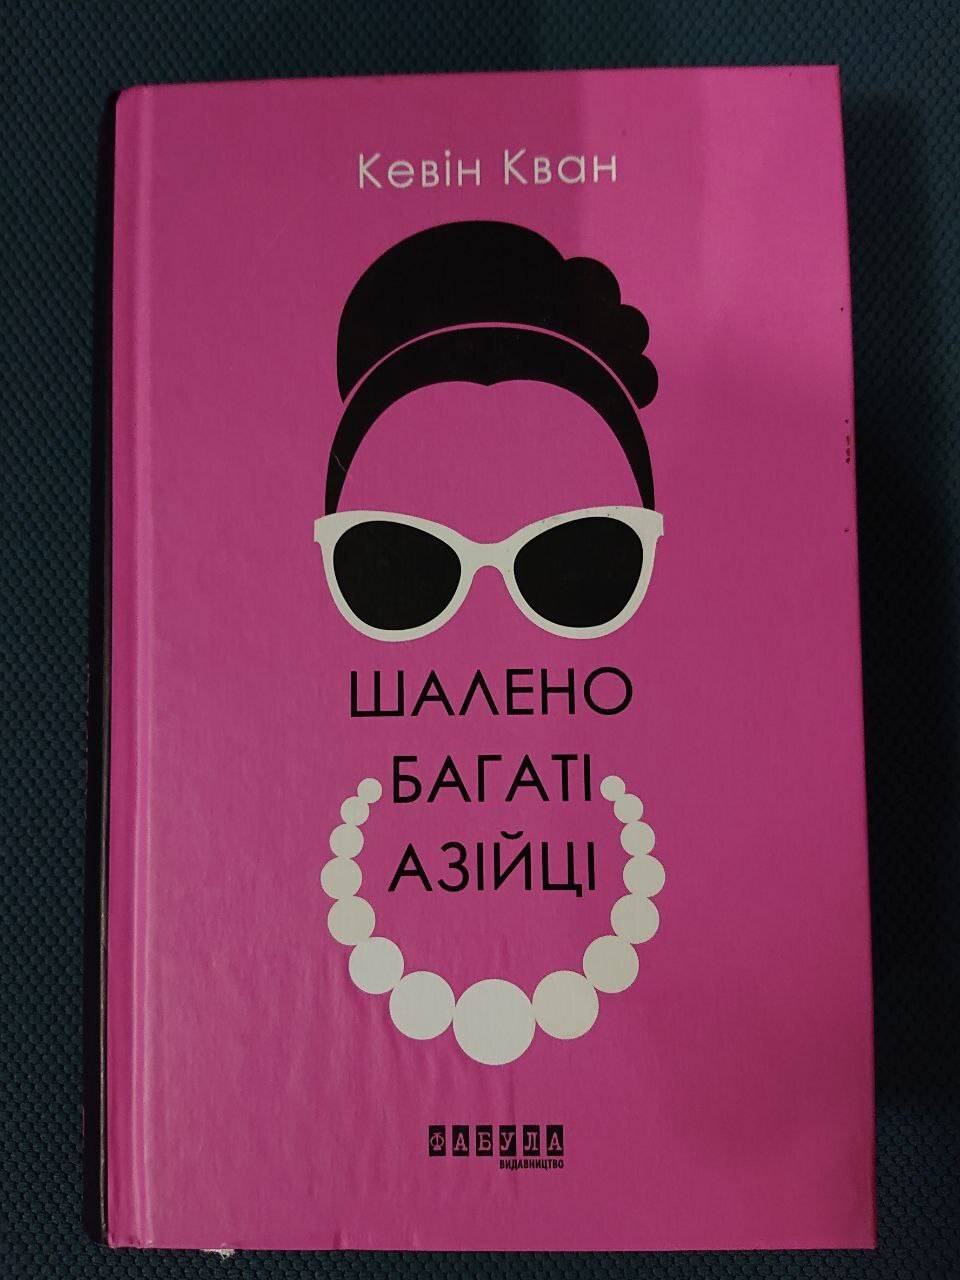 Кевін Кван
ШАЛЕНО
БАГАТІ
АЗІЙЦІ
ФАБУЛА
ВИДАВНИЦТВО